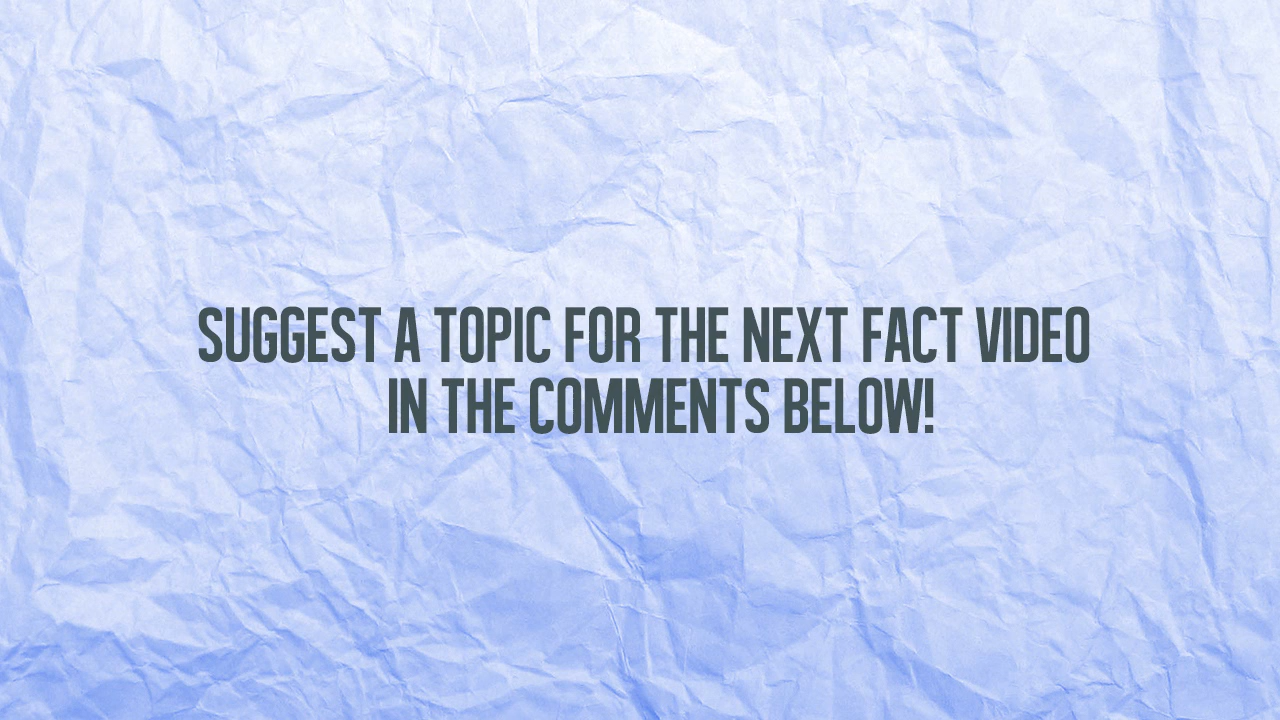 SUGGEST A TOPIC FOR THE NEXT FACT VIDEO
IN THE COMMENTS BELOW!